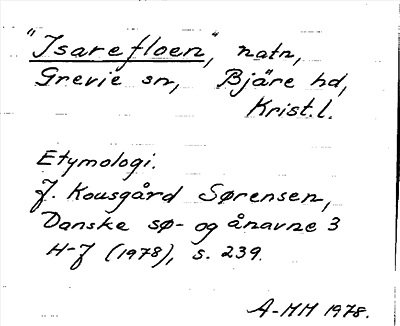 "Isarefloen", natn,
Grevie sn, Bjäre hd,
Krist.l.
Etymologi.
J. Kousgård Sørensen,
Danske sø- og ånavne 3
H-J (1978), s. 239.
A-MH 1978.